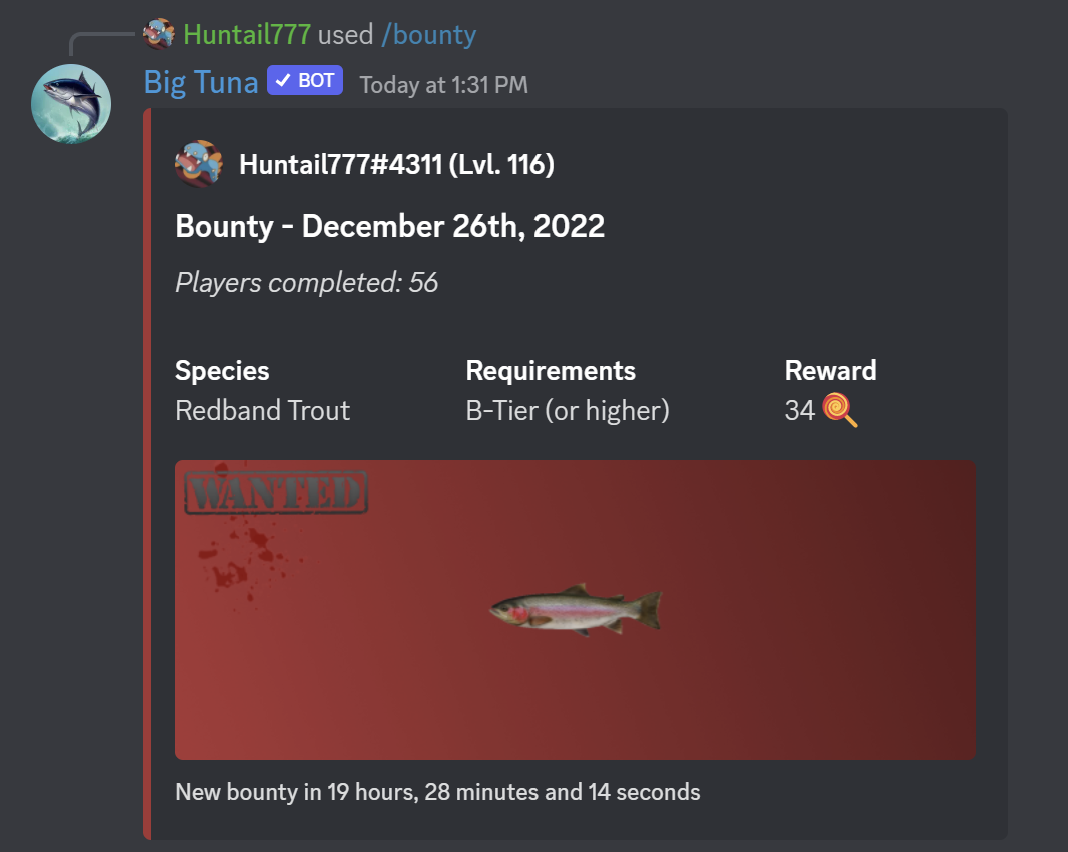 Huntail777 used /bounty
Big Tuna ✓ BOT Today at 1:31 PM
Huntail777#4311 (Lvl. 116)
Bounty - December 26th, 2022
Players completed: 56
Species Requirements Reward
Redband Trout B-Tier (or higher) 34
WANTED
New bounty in 19 hours, 28 minutes and 14 seconds